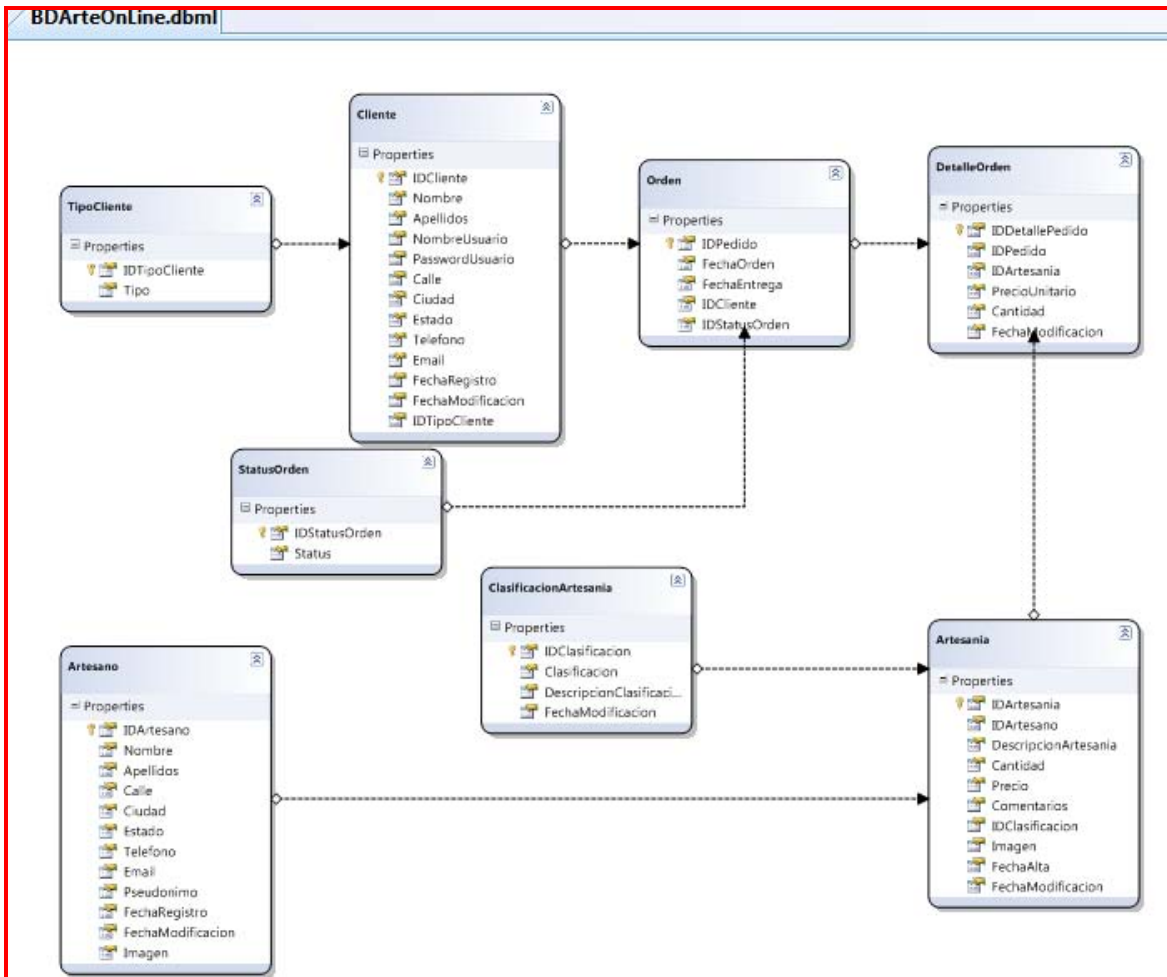 BDArteOnLine.dbml
TipoCliente
Properties
IDTipoCliente
Tipo
Cliente
Properties
IDCliente
Nombre
Apellidos
NombreUsuario
PasswordUsuario
Calle
Ciudad
Estado
Telefono
Email
FechaRegistro
FechaModificacion
IDTipoCliente
Orden
Properties
IDPedido
FechaOrden
FechaEntrega
IDCliente
IDStatusOrden
DetalleOrden
Properties
IDDetallePedido
IDPedido
IDArtesania
PrecioUnitario
Cantidad
FechaModificacion
StatusOrden
Properties
IDStatusOrden
Status
ClasificacionArtesania
Properties
IDClasificacion
Clasificacion
DescripcionClasificaci...
FechaModificacion
Artesano
Properties
IDArtesano
Nombre
Apellidos
Calle
Ciudad
Estado
Telefono
Email
Pseudonimo
FechaRegistro
FechaModificacion
Imagen
Artesania
Properties
IDArtesania
IDArtesano
DescripcionArtesania
Cantidad
Precio
Comentarios
IDClasificacion
Imagen
FechaAlta
FechaModificacion